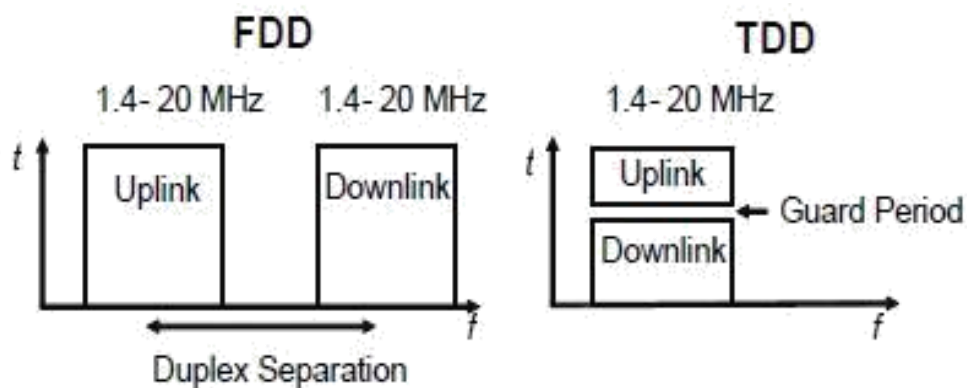 FDD
1.4- 20 MHz 1.4- 20 MHz
t
Uplink Downlink
f
Duplex Separation
TDD
1.4- 20 MHz
t
Uplink
Guard Period
Downlink
f